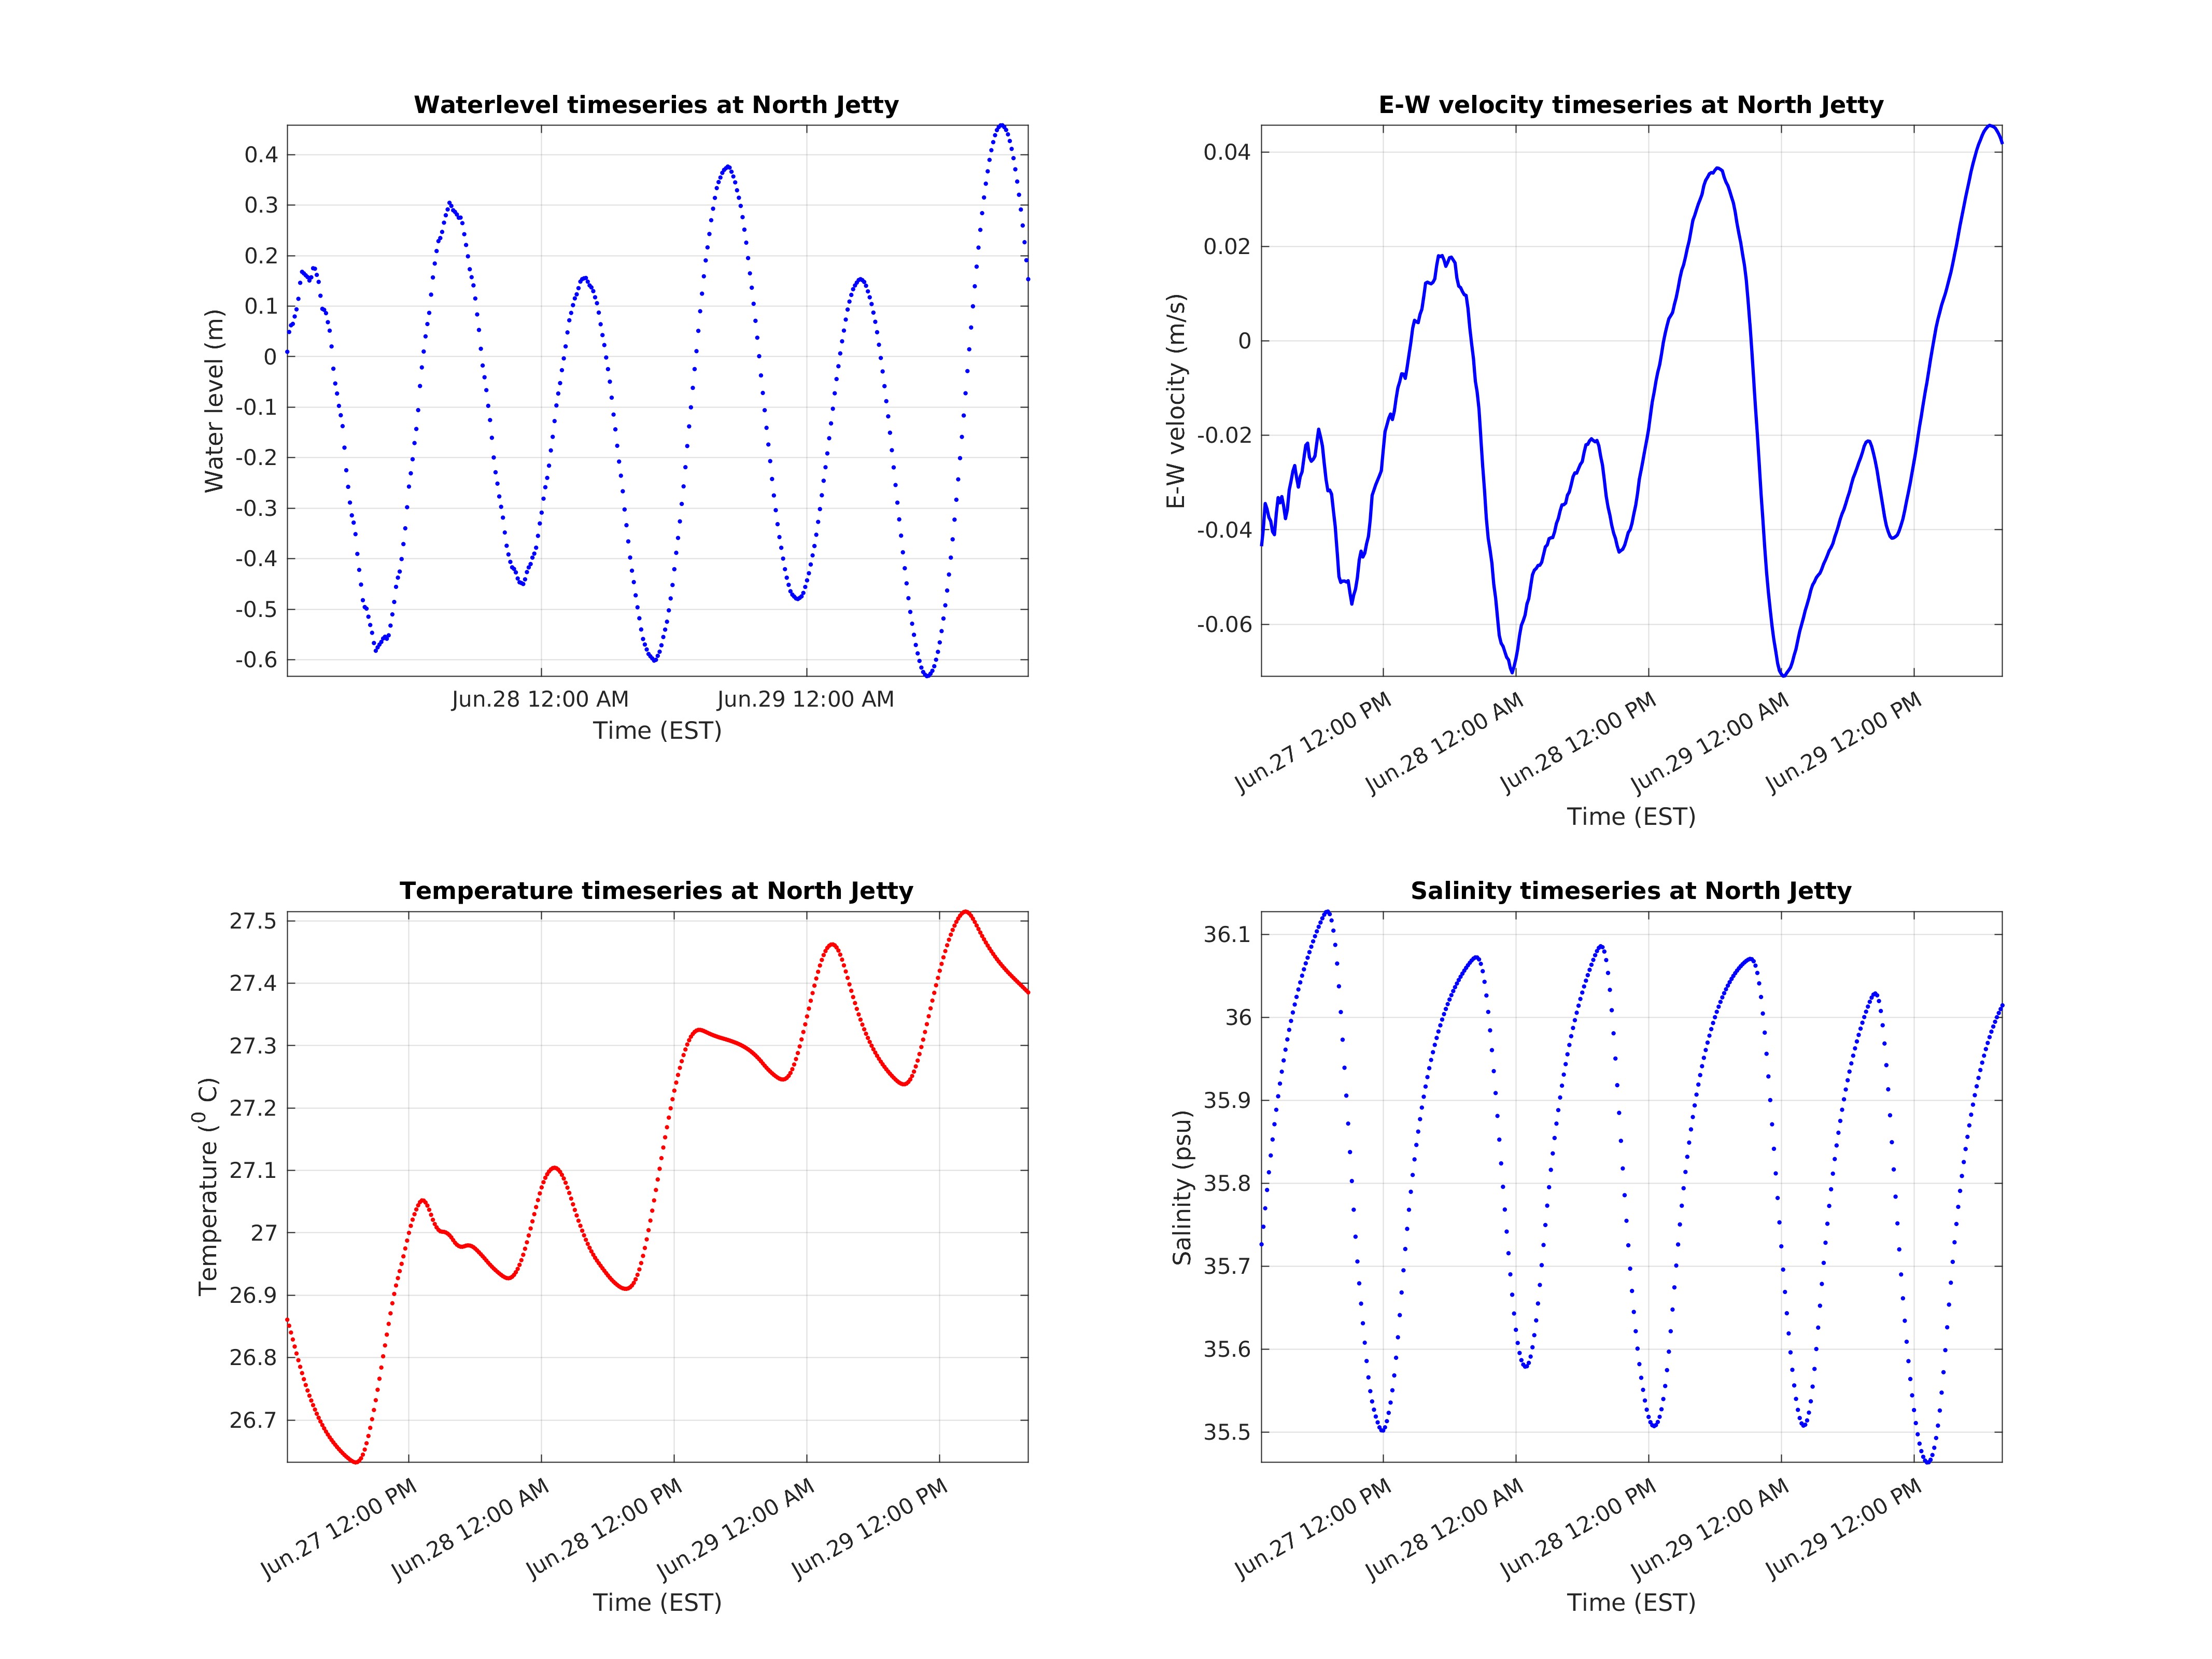 Waterlevel timeseries at North Jetty
0.4
0.3
0.2
0.1
0
-0.1
-0.2
-0.3
-0.4
-0.5
-0.6
Water level (m)
Jun.28 12:00 AM
Jun.29 12:00 AM
Time (EST)
E-W velocity timeseries at North Jetty
0.04
0.02
0
-0.02
-0.04
-0.06
E-W velocity (m/s)
Jun.27 12:00 PM
Jun.28 12:00 AM
Jun.28 12:00 PM
Jun.29 12:00 AM
Jun.29 12:00 PM
Time (EST)
Temperature timeseries at North Jetty
27.5
27.4
27.3
27.2
27.1
27
26.9
26.8
26.7
Temperature (⁰ C)
Jun.27 12:00 PM
Jun.28 12:00 AM
Jun.28 12:00 PM
Jun.29 12:00 AM
Jun.29 12:00 PM
Time (EST)
Salinity timeseries at North Jetty
36.1
36
35.9
35.8
35.7
35.6
35.5
Salinity (psu)
Jun.27 12:00 PM
Jun.28 12:00 AM
Jun.28 12:00 PM
Jun.29 12:00 AM
Jun.29 12:00 PM
Time (EST)